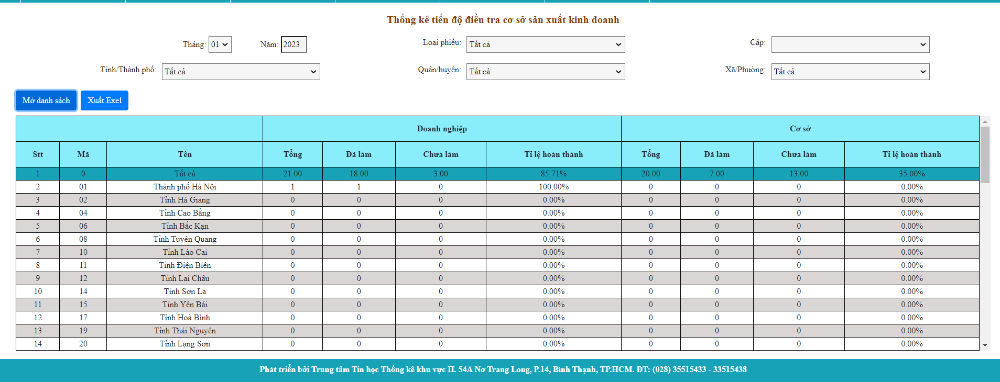 Thống kê tiến độ điều tra cơ sở sản xuất kinh doanh
Tháng: 01 Năm: 2023 Loại phiếu: Tất cả Cấp:
Tỉnh/Thành phố: Tất cả Quận/huyện: Tất cả Xã/Phường: Tất cả
Mở danh sách Xuất Exel
Doanh nghiệp Cơ sở
Stt Mã Tên Tổng Đã làm Chưa làm Tỉ lệ hoàn thành Tổng Đã làm Chưa làm Tỉ lệ hoàn thành
1 0 Tất cả 21.00 18.00 3.00 85.71% 20.00 7.00 13.00 35.00%
2 01 Thành phố Hà Nội 1 1 0 100.00% 0 0 0 0.00%
3 02 Tỉnh Hà Giang 0 0 0 0.00% 0 0 0 0.00%
4 04 Tỉnh Cao Bằng 0 0 0 0.00% 0 0 0 0.00%
5 06 Tỉnh Bắc Kạn 0 0 0 0.00% 0 0 0 0.00%
6 08 Tỉnh Tuyên Quang 0 0 0 0.00% 0 0 0 0.00%
7 10 Tỉnh Lào Cai 0 0 0 0.00% 0 0 0 0.00%
8 11 Tỉnh Điện Biên 0 0 0 0.00% 0 0 0 0.00%
9 12 Tỉnh Lai Châu 0 0 0 0.00% 0 0 0 0.00%
10 14 Tỉnh Sơn La 0 0 0 0.00% 0 0 0 0.00%
11 15 Tỉnh Yên Bái 0 0 0 0.00% 0 0 0 0.00%
12 17 Tỉnh Hoà Bình 0 0 0 0.00% 0 0 0 0.00%
13 19 Tỉnh Thái Nguyên 0 0 0 0.00% 0 0 0 0.00%
14 20 Tỉnh Lạng Sơn 0 0 0 0.00% 0 0 0 0.00%
Phát triển bởi Trung tâm Tin học Thống kê khu vực II. 54A Nơ Trang Long, P.14, Bình Thạnh, TP.HCM. ĐT: (028) 35515433 - 33515438